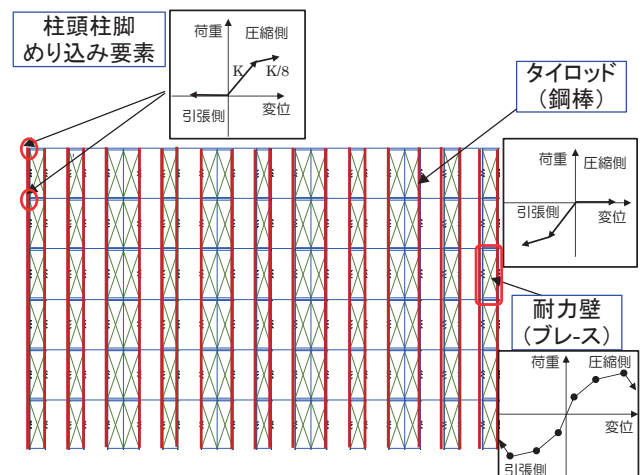 柱頭柱脚
めり込み要素
荷重
圧縮側
K
K/8
引張側
変位
タイロッド
(鋼棒)
荷重
圧縮側
引張側
変位
耐力壁
(ブレース)
荷重
圧縮側
変位
引張側